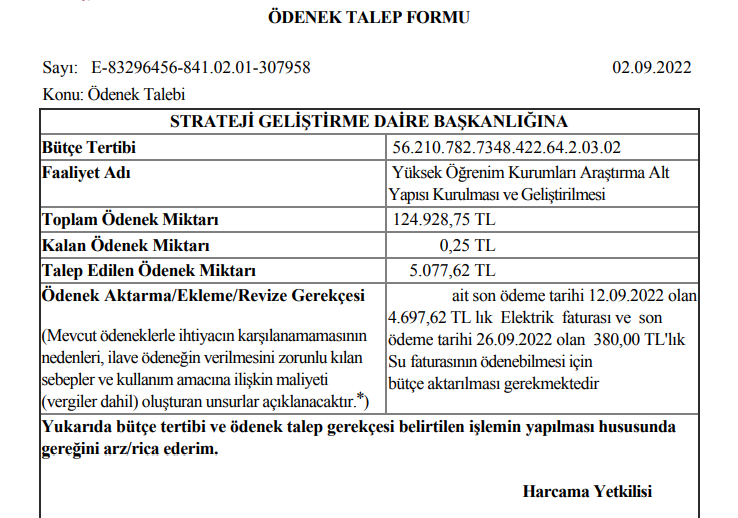 ÖDENEK TALEP FORMU
Sayı: E-83296456-841.02.01-307958 02.09.2022
Konu: Ödenek Talebi
STRATEJİ GELİŞTİRME DAİRE BAŞKANLIĞINA
Bütçe Tertibi 56.210.782.7348.422.64.2.03.02
Faaliyet Adı Yüksek Öğrenim Kurumları Araştırma Alt
Yapısı Kurulması ve Geliştirilmesi
Toplam Ödenek Miktarı 124.928,75 TL
Kalan Ödenek Miktarı 0,25 TL
Talep Edilen Ödenek Miktarı 5.077,62 TL
Ödenek Aktarma/Ekleme/Revize Gerekçesi
(Mevcut ödeneklerle ihtiyacın karşılanamamasının
nedenleri, ilave ödeneğin verilmesini zorunlu kılan
sebepler ve kullanım amacına ilişkin maliyeti
(vergiler dahil) oluşturan unsurlar açıklanacaktır.*)
ait son ödeme tarihi 12.09.2022 olan
4.697,62 TL lık Elektrik faturası ve son
ödeme tarihi 26.09.2022 olan 380,00 TL'lık
Su faturasının ödenebilmesi için
bütçe aktarılması gerekmektedir
Yukarıda bütçe tertibi ve ödenek talep gerekçesi belirtilen işlemin yapılması hususunda
gereğini arz/rica ederim.
Harcama Yetkilisi